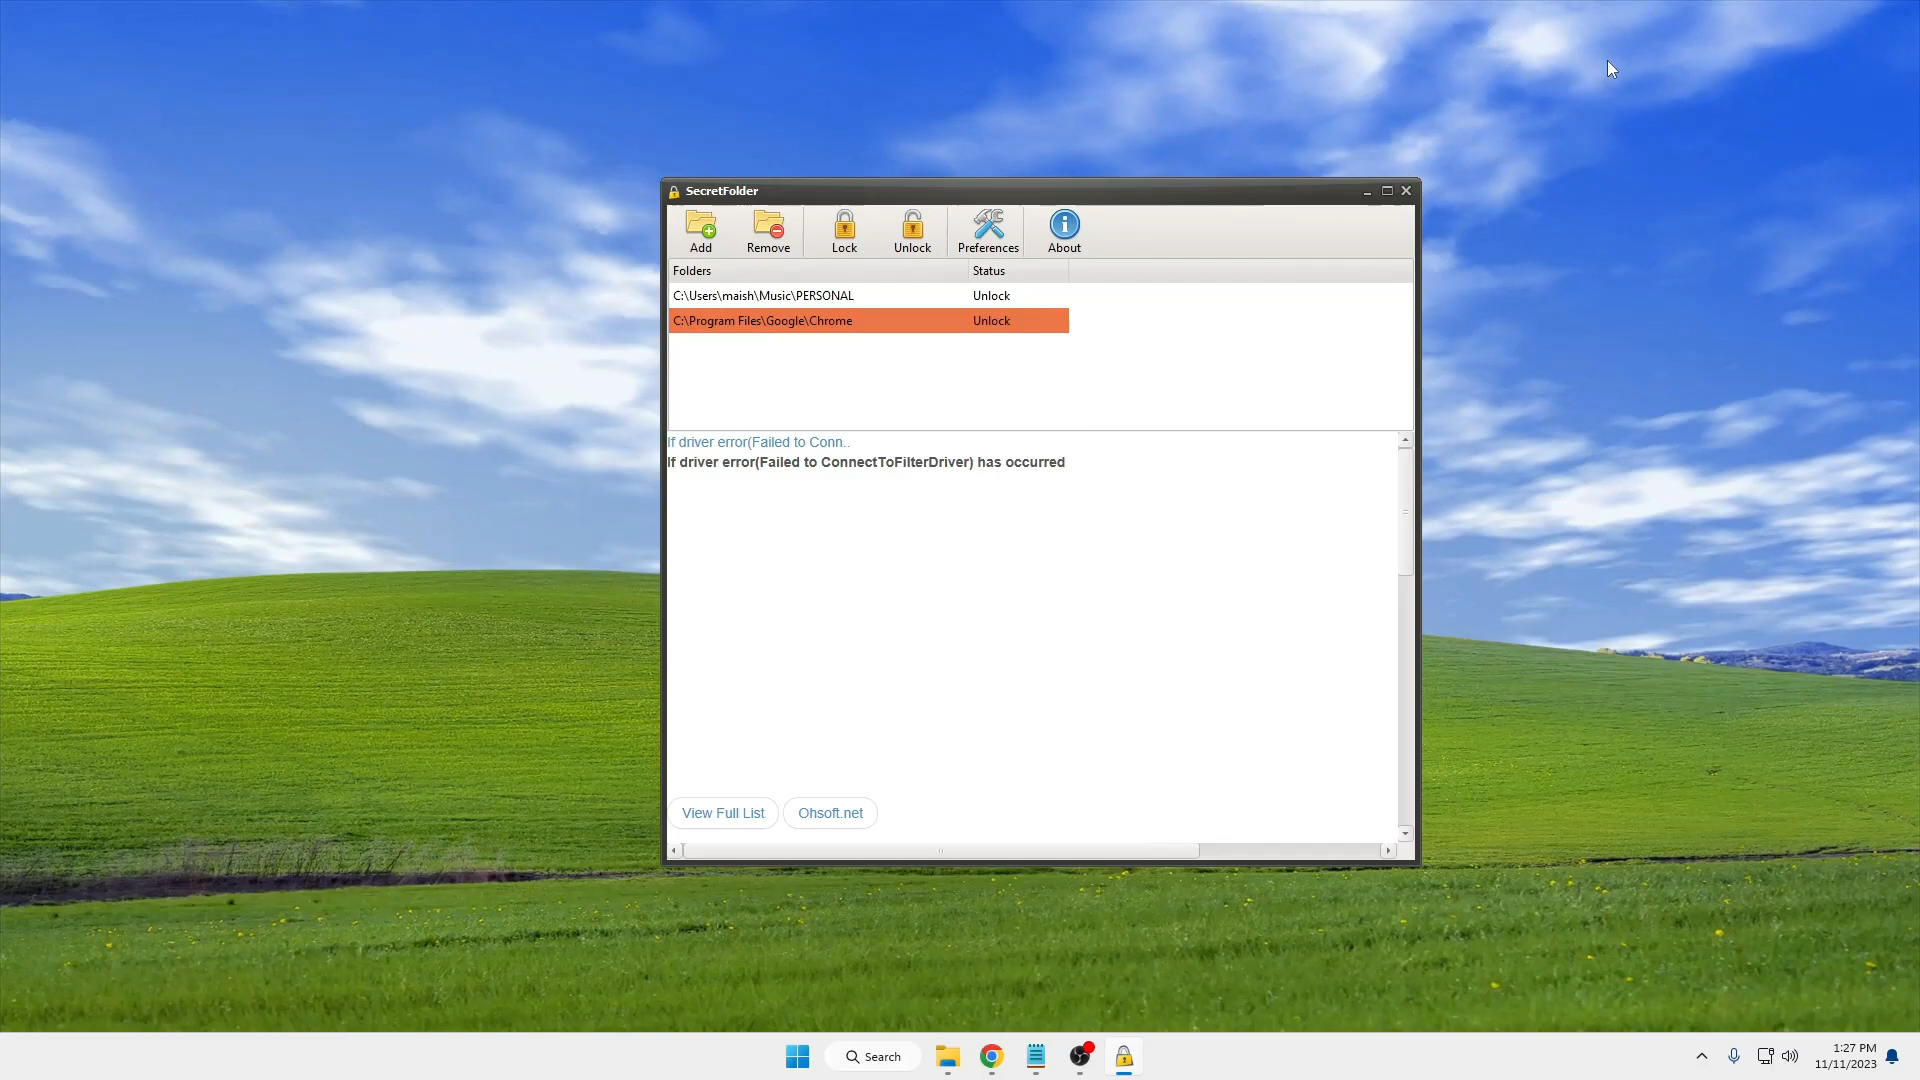 SecretFolder
Add Remove Lock Unlock Preferences About
Folders Status
C:\Users\maish\Music\PERSONAL Unlock
C:\Program Files\Google\Chrome Unlock
If driver error(Failed to Conn..
If driver error(Failed to ConnectToFilterDriver) has occurred
View Full List Ohsoft.net
Search
1:27 PM
11/11/2023